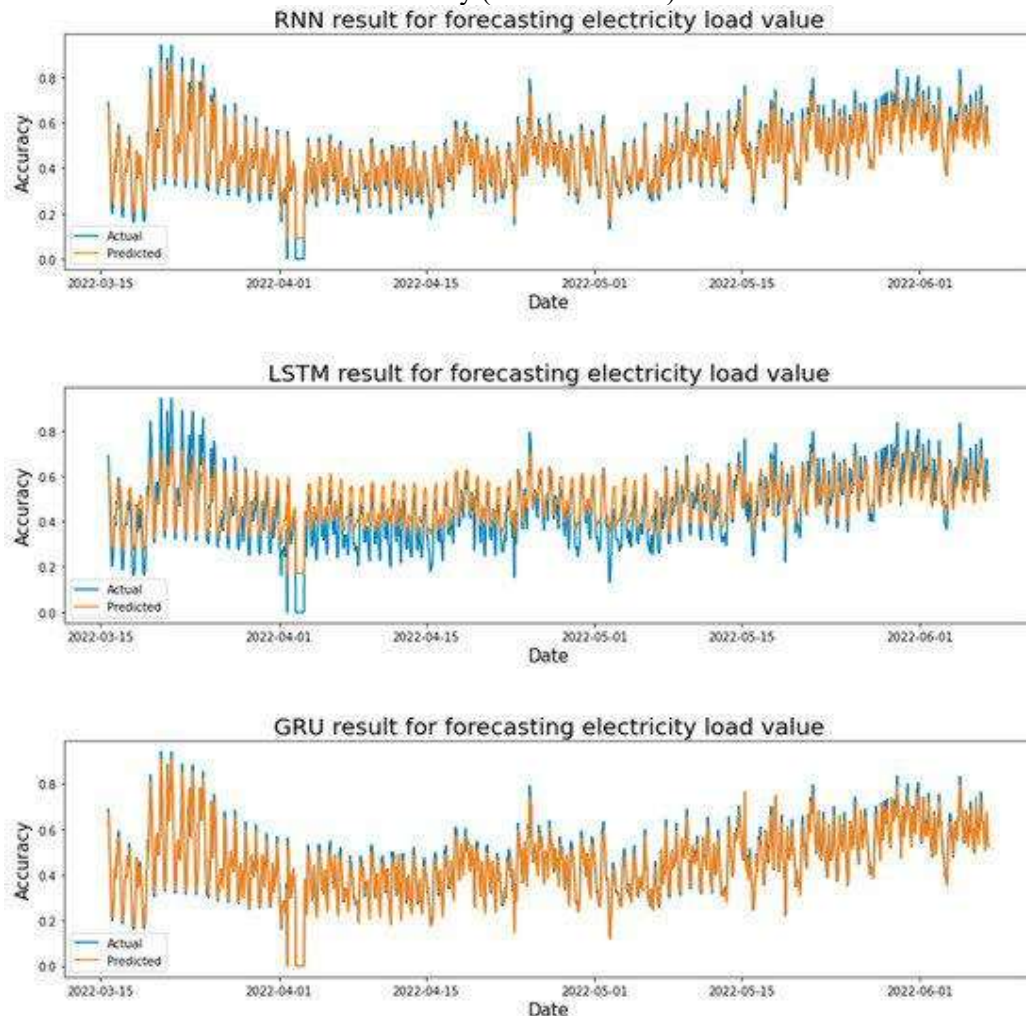 RNN result for forecasting electricity load value
Accuracy
0.8
0.6
0.4
0.2
0.0
Actual
Predicted
2022-03-15 2022-04-01 2022-04-15 2022-05-01 2022-05-15 2022-06-01
Date
LSTM result for forecasting electricity load value
Accuracy
0.8
0.6
0.4
0.2
0.0
Actual
Predicted
2022-03-15 2022-04-01 2022-04-15 2022-05-01 2022-05-15 2022-06-01
Date
GRU result for forecasting electricity load value
Accuracy
0.8
0.6
0.4
0.2
0.0
Actual
Predicted
2022-03-15 2022-04-01 2022-04-15 2022-05-01 2022-05-15 2022-06-01
Date